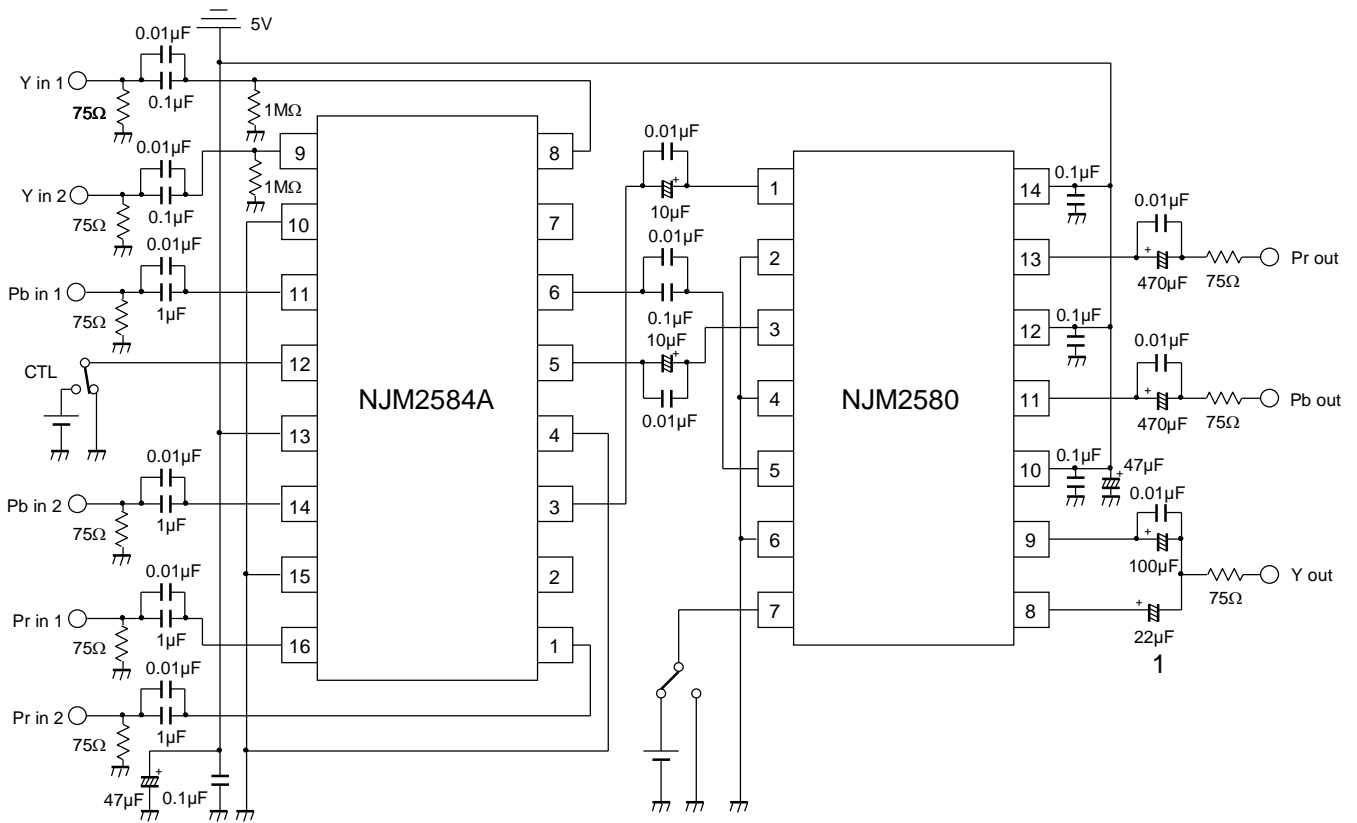 5V
0.01µF
Y in 1
75Ω
0.1µF
1MΩ
0.01µF
Y in 2
75Ω
0.1µF
1MΩ
0.01µF
Pb in 1
75Ω
1µF
CTL
0.01µF
Pb in 2
75Ω
1µF
0.01µF
Pr in 1
75Ω
1µF
0.01µF
Pr in 2
75Ω
1µF
47µF
+
0.1µF
9
10
11
12
13
14
15
16
NJM2584A
8
7
6
5
4
3
2
1
0.01µF
+
10µF
0.01µF
0.1µF
10µF
+
0.01µF
1
2
3
4
5
6
7
NJM2580
14
13
12
11
10
9
8
0.1µF
0.01µF
+
470µF
75Ω
Pr out
0.1µF
0.01µF
+
470µF
75Ω
Pb out
0.1µF
47µF
+
0.01µF
+
100µF
75Ω
Y out
+
22µF
1